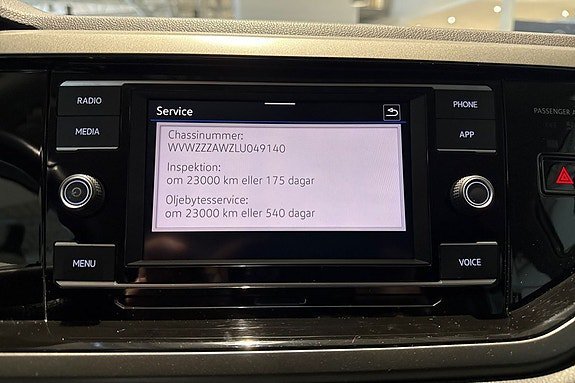 RADIO
MEDIA
MENU
Service
Chassinummer:
WVWZZZAWZLU049140
Inspektion:
om 23000 km eller 175 dagar
Oljebytesservice:
om 23000 km eller 540 dagar
PHONE
APP
VOICE
PASSENGER